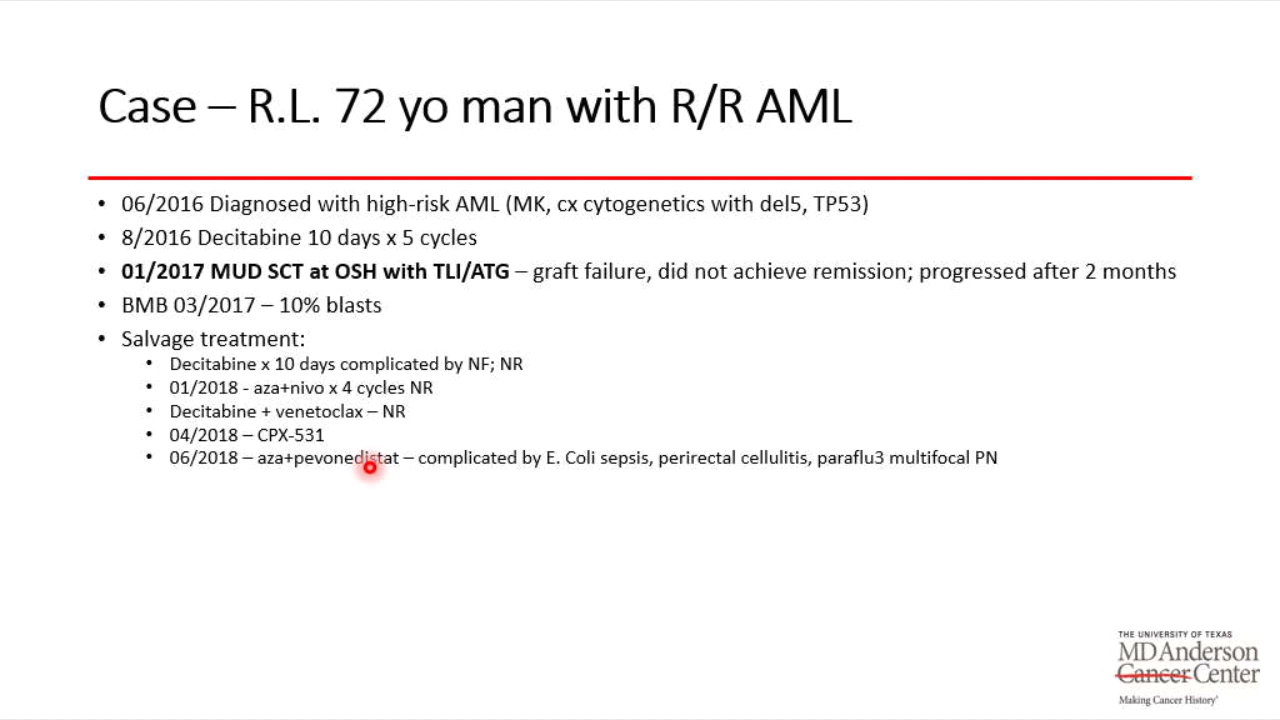 Case – R.L. 72 yo man with R/R AML
• 06/2016 Diagnosed with high-risk AML (MK, cx cytogenetics with del5, TP53)
• 8/2016 Decitabine 10 days x 5 cycles
• 01/2017 MUD SCT at OSH with TLI/ATG – graft failure, did not achieve remission; progressed after 2 months
• BMB 03/2017 – 10% blasts
• Salvage treatment:
• Decitabine x 10 days complicated by NF; NR
• 01/2018 - aza+nivo x 4 cycles NR
• Decitabine + venetoclax – NR
• 04/2018 – CPX-531
• 06/2018 – aza+pevonedistat – complicated by E. Coli sepsis, perirectal cellulitis, paraflu3 multifocal PN
THE UNIVERSITY OF TEXAS
MD Anderson
Cancer Center
Making Cancer History®